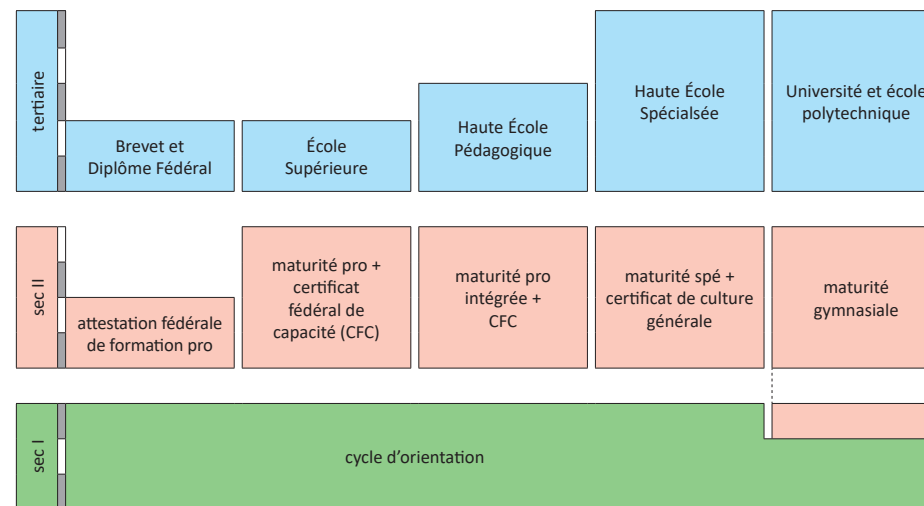 tertiaire
Brevet et
Diplôme Fédéral
École
Supérieure
Haute École
Pédagogique
Haute École
Spécialsée
Université et école
polytechnique
sec II
attestation fédérale
de formation pro
maturité pro +
certificat
fédéral de
capacité (CFC)
maturité pro
intégrée +
CFC
maturité spé +
certificat de culture
générale
maturité
gymnasiale
sec I
cycle d'orientation